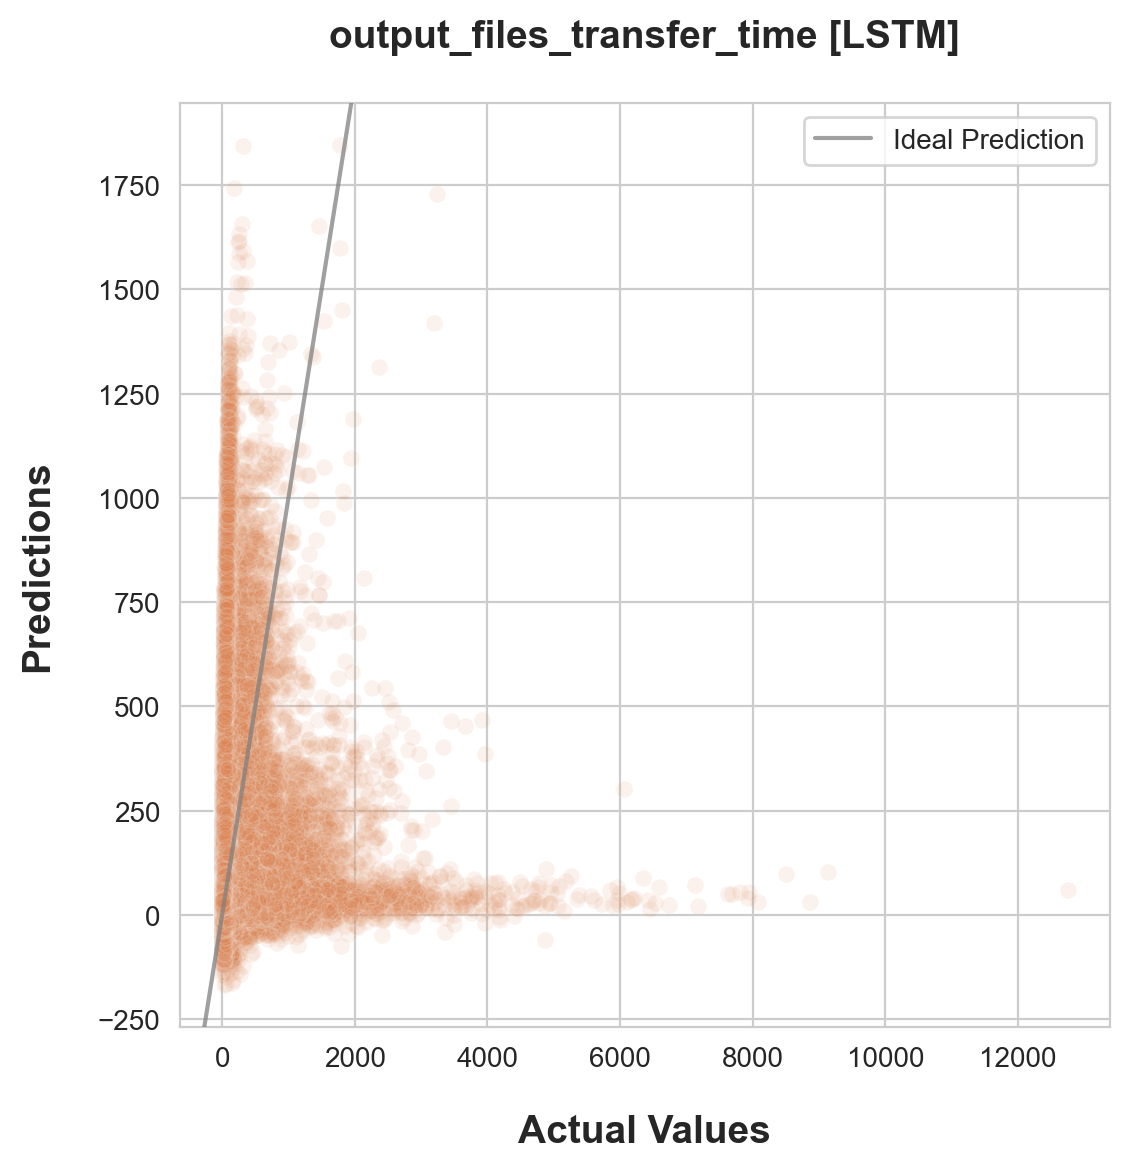 output_files_transfer_time [LSTM]
Ideal Prediction
1750
1500
1250
1000
750
500
250
0
−250
Predictions
0 2000 4000 6000 8000 10000 12000
Actual Values